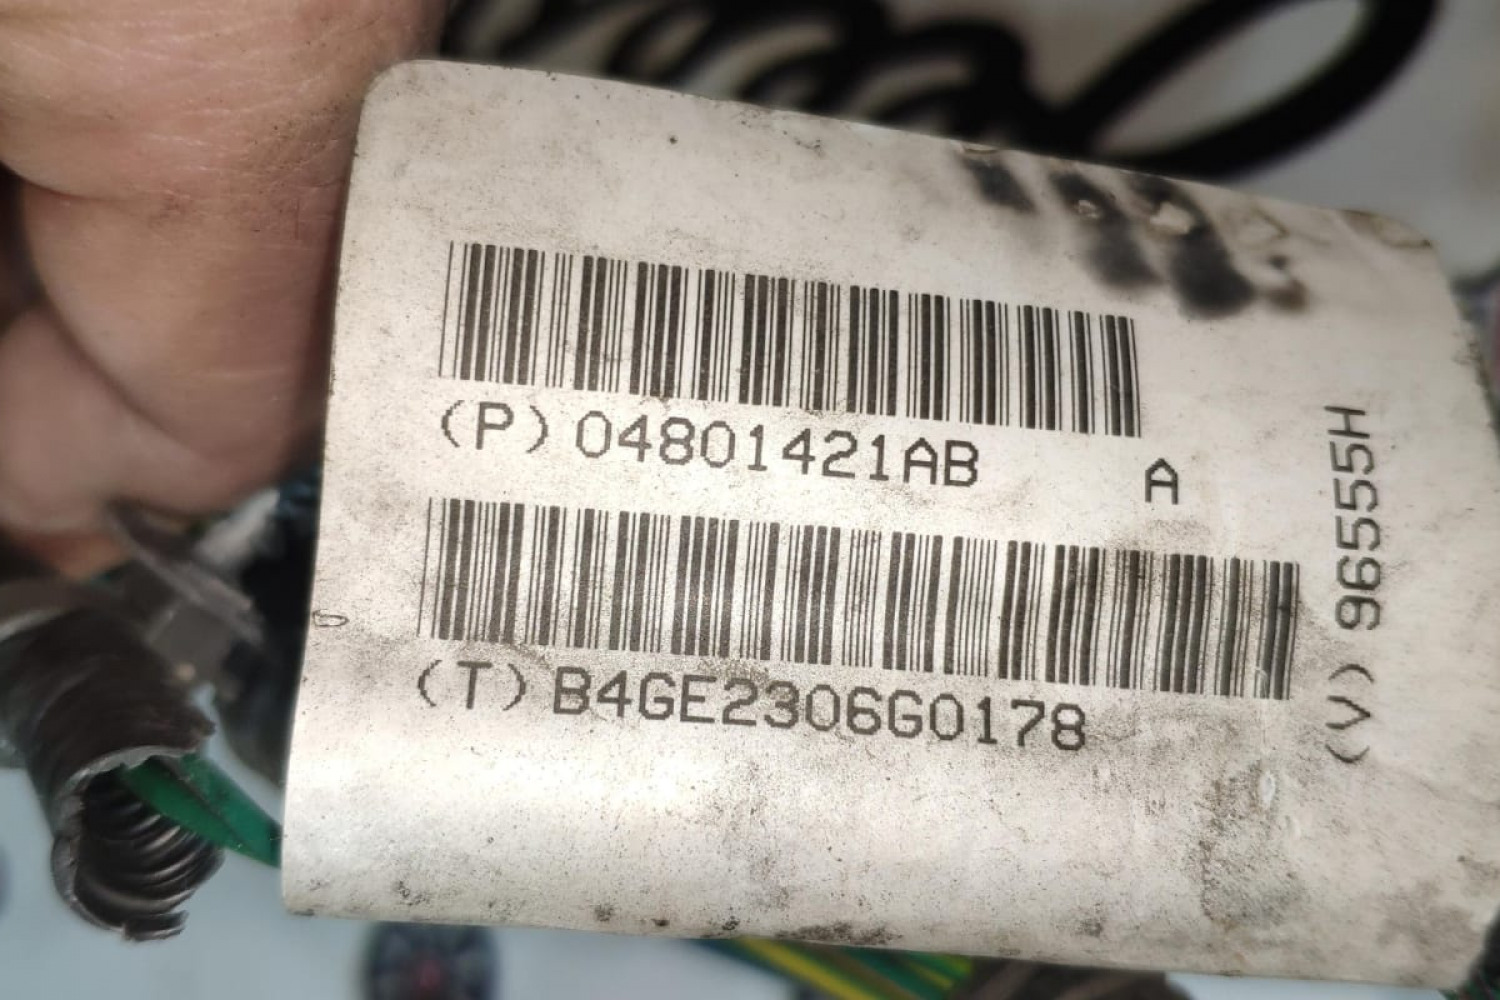 (P) 04801421AB A
(T) B4GE2306G0178
(V) 96555H